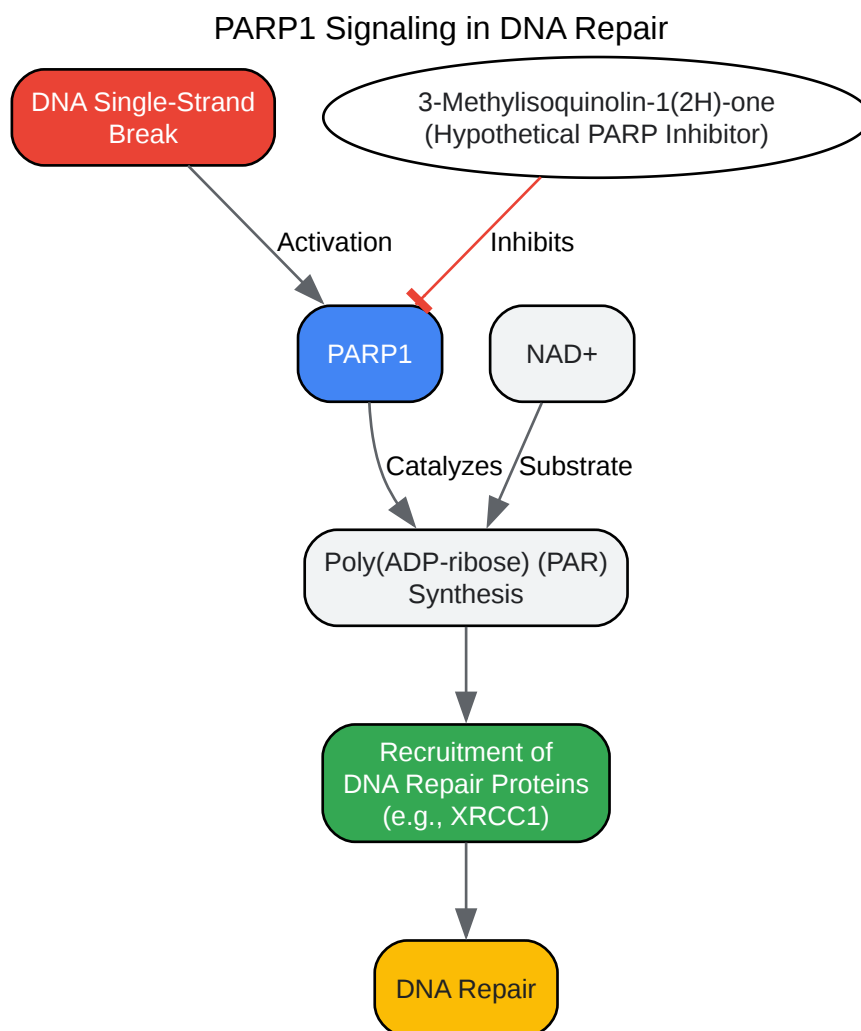 PARP1 Signaling in DNA Repair
DNA Single-Strand
Break
3-Methylisoquinolin-1(2H)-one
(Hypothetical PARP Inhibitor)
Activation
Inhibits
PARP1
NAD+
Catalyzes
Substrate
Poly(ADP-ribose) (PAR)
Synthesis
Recruitment of
DNA Repair Proteins
(e.g., XRCC1)
DNA Repair